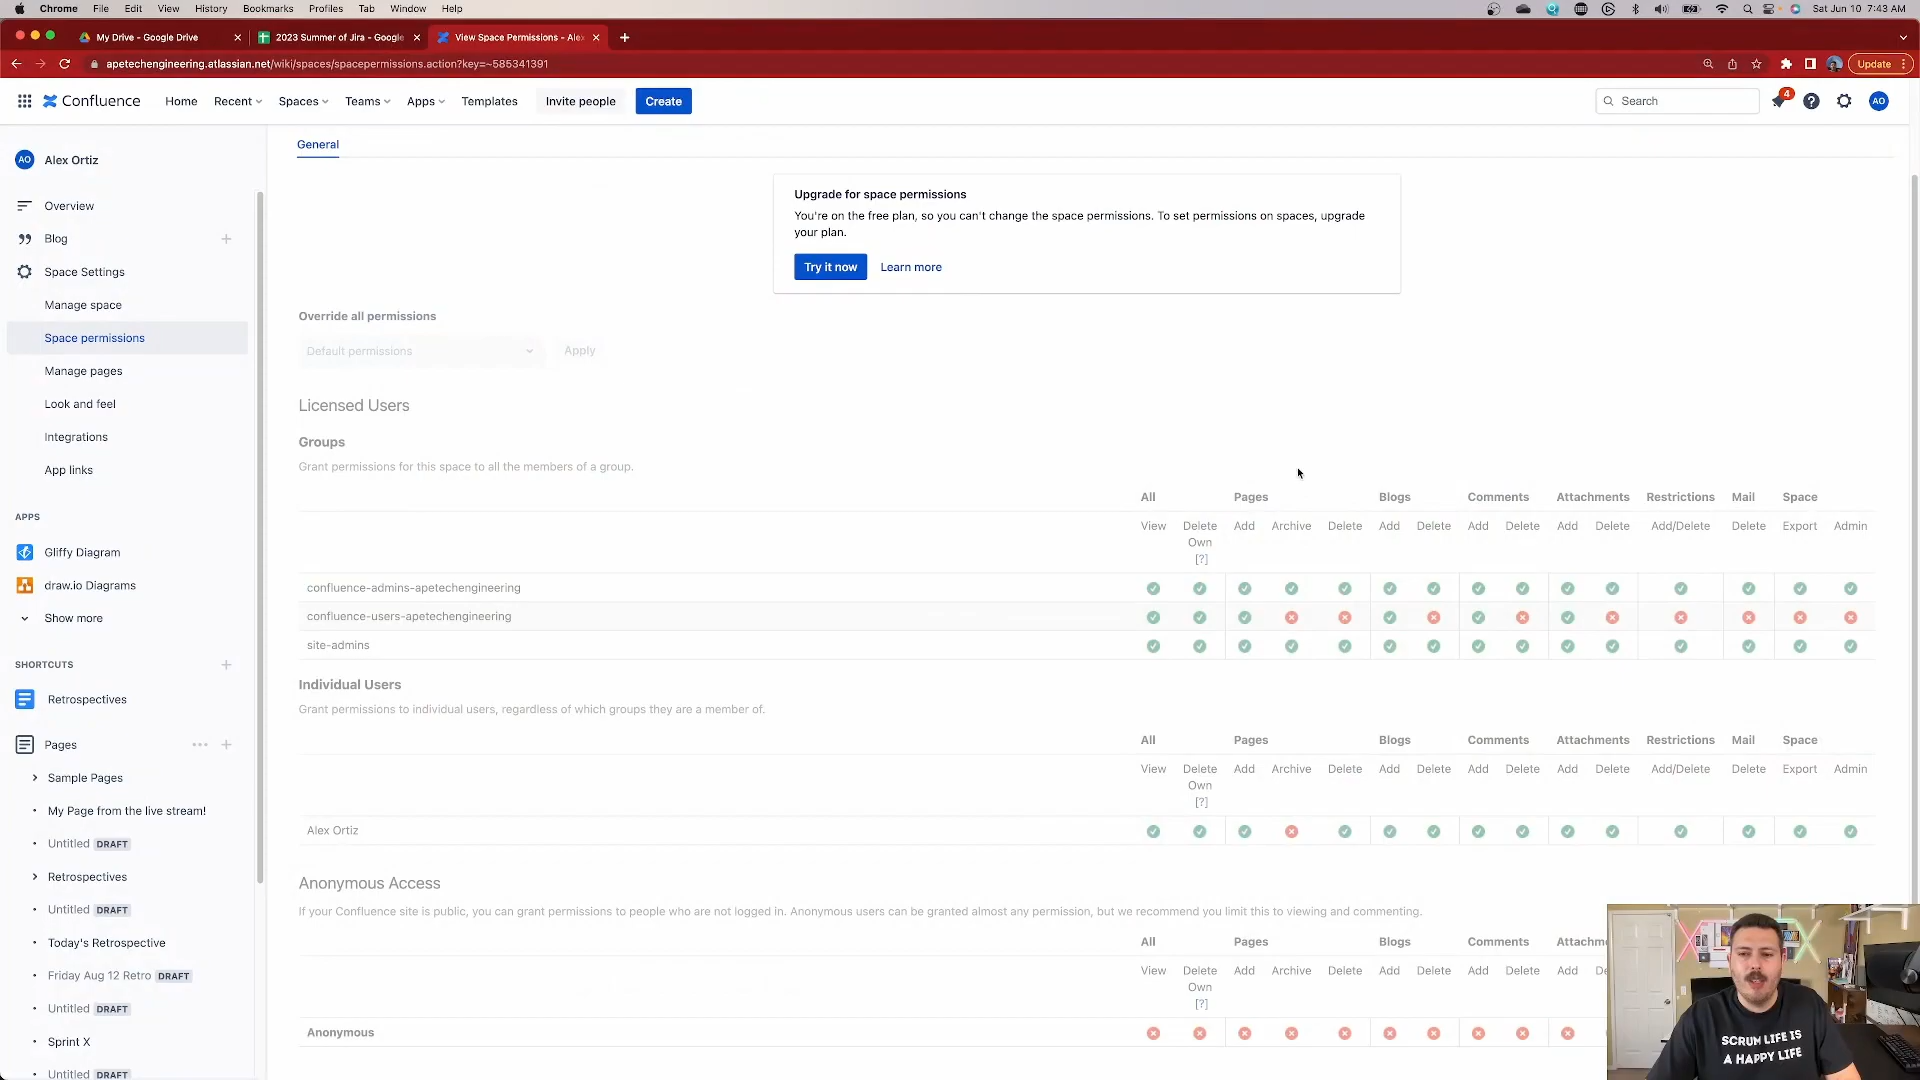 Chrome File Edit View History Bookmarks Profiles Tab Window Help Sat Jun 10 7:43 AM
My Drive - Google Drive 2023 Summer of Jira - Google View Space Permissions - Ale
apetechengineering.atlassian.net/wiki/spaces/spacepermissions.action?key=~585341391 Update
Confluence Home Recent Spaces Teams Apps Templates Invite people Create Search 4 AO
AO Alex Ortiz
Overview
Blog
Space Settings
Manage space
Space permissions
Manage pages
Look and feel
Integrations
App links
APPS
Gliffy Diagram
draw.io Diagrams
Show more
SHORTCUTS
Retrospectives
Pages
Sample Pages
My Page from the live stream!
Untitled DRAFT
Retrospectives
Untitled DRAFT
Today's Retrospective
Friday Aug 12 Retro DRAFT
Untitled DRAFT
Sprint X
Untitled DRAFT
General
Upgrade for space permissions
You're on the free plan, so you can't change the space permissions. To set permissions on spaces, upgrade
your plan.
Try it now Learn more
Override all permissions
Default permissions Apply
Licensed Users
Groups
Grant permissions for this space to all the members of a group.
All Pages Blogs Comments Attachments Restrictions Mail Space
View Delete Add Archive Delete Add Delete Add Delete Add Delete Add/Delete Delete Export Admin
Own
[?]
confluence-admins-apetechengineering
confluence-users-apetechengineering
site-admins
Individual Users
Grant permissions to individual users, regardless of which groups they are a member of.
All Pages Blogs Comments Attachments Restrictions Mail Space
View Delete Add Archive Delete Add Delete Add Delete Add Delete Add/Delete Delete Export Admin
Own
[?]
Alex Ortiz
Anonymous Access
If your Confluence site is public, you can grant permissions to people who are not logged in. Anonymous users can be granted almost any permission, but we recommend you limit this to viewing and commenting.
All Pages Blogs Comments Attachm
View Delete Add Archive Delete Add Delete Add Delete Add De
Own
[?]
Anonymous
SCRUM LIFE IS
A HAPPY LIFE